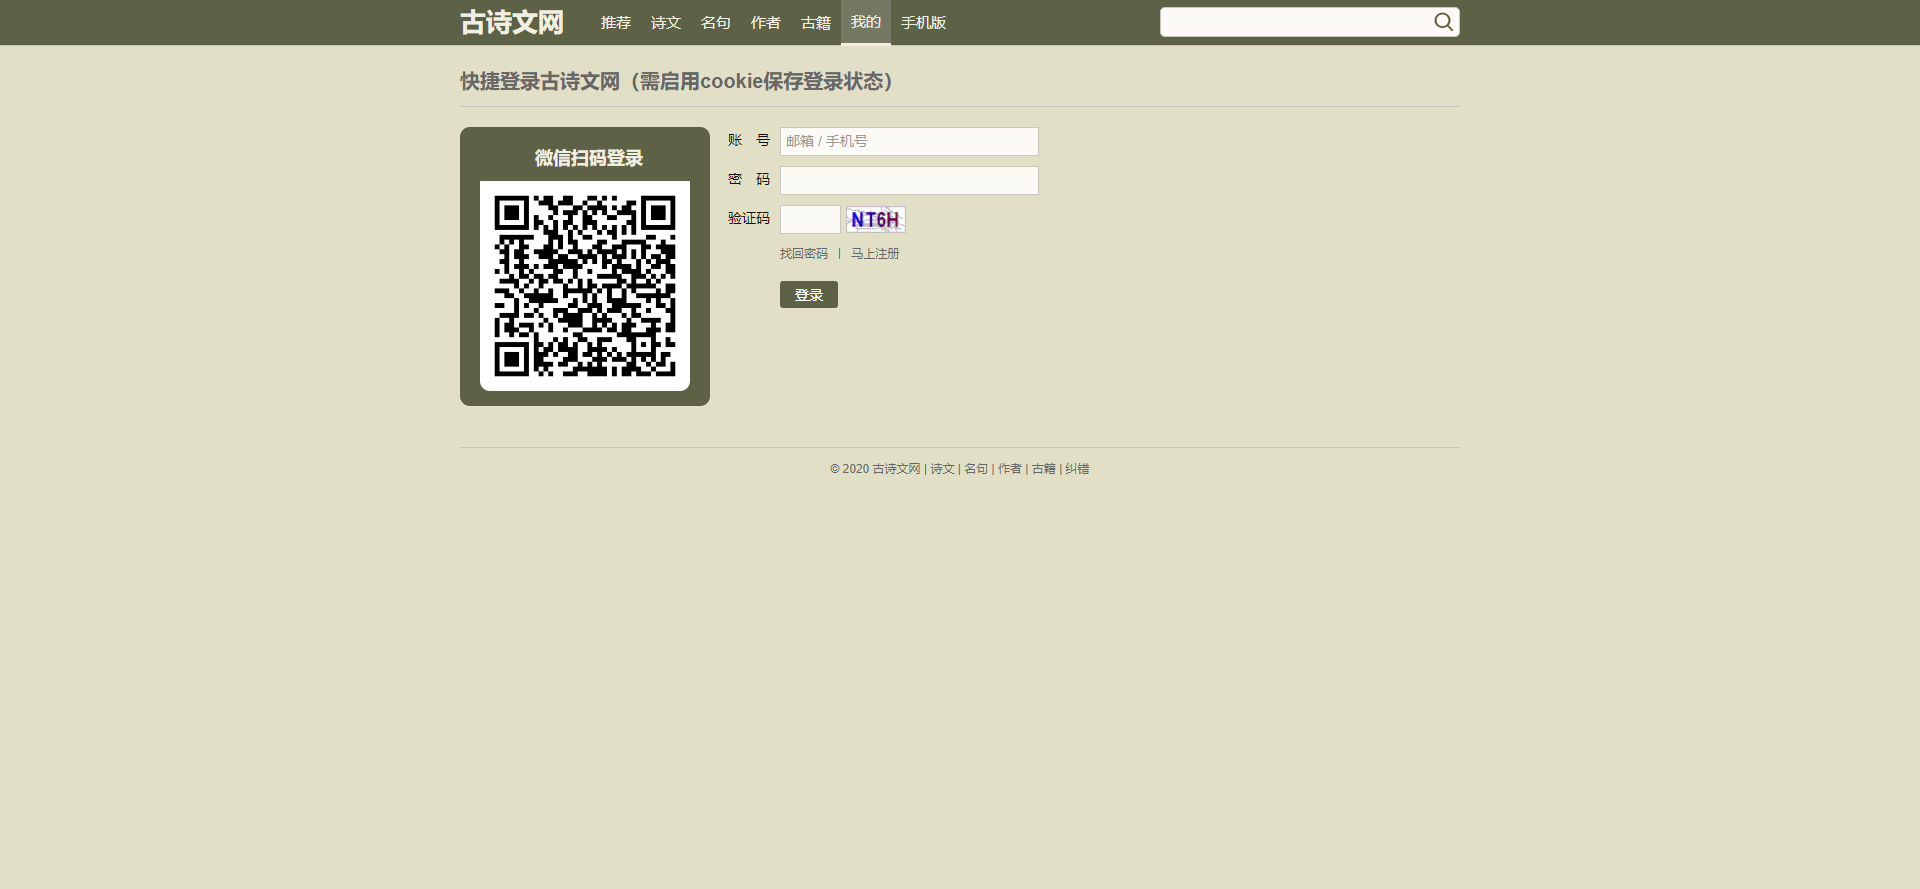 古诗文网 推荐 诗文 名句 作者 古籍 我的 手机版
快捷登录古诗文网（需启用cookie保存登录状态）
微信扫码登录
账 号 邮箱 / 手机号
密 码
验证码 NT6H
找回密码 | 马上注册
登录
© 2020 古诗文网 | 诗文 | 名句 | 作者 | 古籍 | 纠错